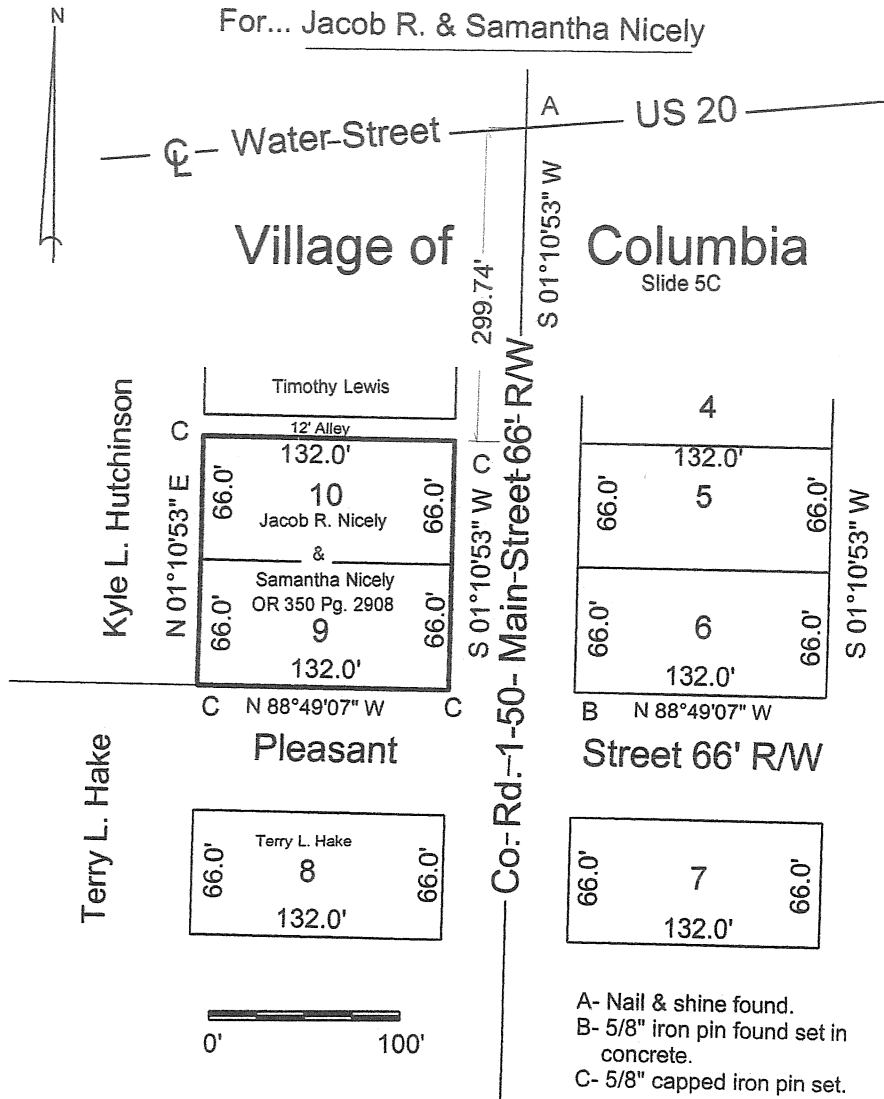 N
For... Jacob R. & Samantha Nicely
A
US 20
℄ Water Street
S 01°10'53" W
299.74'
Village of Columbia
Slide 5C
Timothy Lewis
12' Alley
C
C
132.0'
66.0'
10
66.0'
Jacob R. Nicely
&
Samantha Nicely
OR 350 Pg. 2908
66.0'
9
66.0'
132.0'
Kyle L. Hutchinson
N 01°10'53" E
S 01°10'53" W
Co. Rd. 1-50- Main Street 66' R/W
4
132.0'
66.0'
5
66.0'
66.0'
6
66.0'
132.0'
S 01°10'53" W
C N 88°49'07" W C
B N 88°49'07" W
Pleasant Street 66' R/W
Terry L. Hake
Terry L. Hake
66.0'
8
66.0'
132.0'
66.0'
7
66.0'
132.0'
0' 100'
A- Nail & shine found.
B- 5/8" iron pin found set in
concrete.
C- 5/8" capped iron pin set.